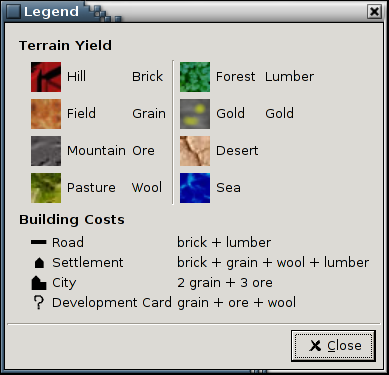 Legend
Terrain Yield
Hill Brick Forest Lumber
Field Grain Gold Gold
Mountain Ore Desert
Pasture Wool Sea
Building Costs
Road brick + lumber
Settlement brick + grain + wool + lumber
City 2 grain + 3 ore
? Development Card grain + ore + wool
Close